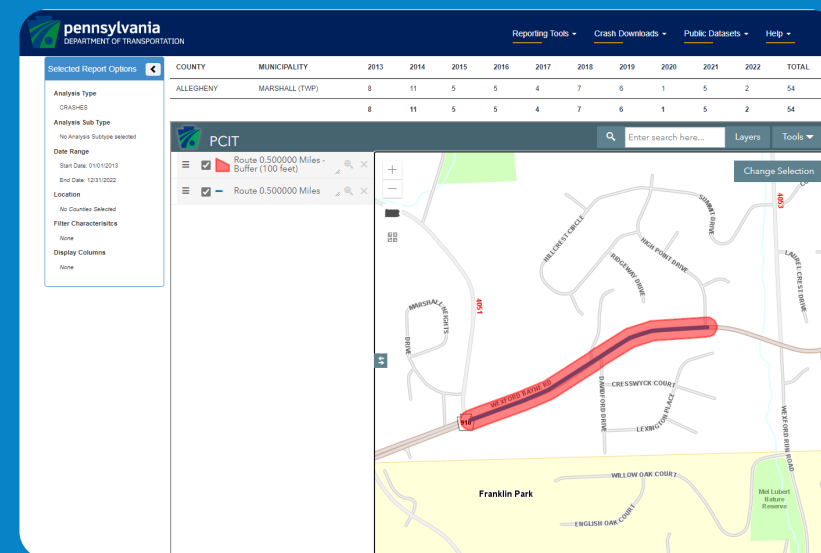 pennsylvania
DEPARTMENT OF TRANSPORTATION
Reporting Tools
Crash Downloads
Public Datasets
Help
Selected Report Options
Analysis Type
CRASHES
Analysis Sub Type
No Analysis Subtype selected
Date Range
Start Date: 01/01/2013
End Date: 12/31/2022
Location
No Counties Selected
Filter Characterisitcs
None
Display Columns
None
COUNTY MUNICIPALITY 2013 2014 2015 2016 2017 2018 2019 2020 2021 2022 TOTAL
ALLEGHENY MARSHALL (TWP) 8 11 5 5 4 7 6 1 5 2 54
8 11 5 5 4 7 6 1 5 2 54
PCIT
Enter search here...
Layers
Tools
Route 0.500000 Miles -
Buffer (100 feet)
Route 0.500000 Miles
Change Selection
4053
SUMMIT DRIVE
HILLCREST CIRCLE
HIGH POINT DRIVE
RIDGEWAY DRIVE
LAUREL CREST DRIVE
MARSHALL HEIGHTS
DRIVE
4051
WEXFORD BAYNE RD
910
DAVIDFORD DRIVE
CRESSWYCK COURT
LEXINGTON PLACE
WEXFORD RUN ROAD
WILLOW OAK COURT
Franklin Park
Mel Lubert
Nature
Reserve
ENGLISH OAK COURT